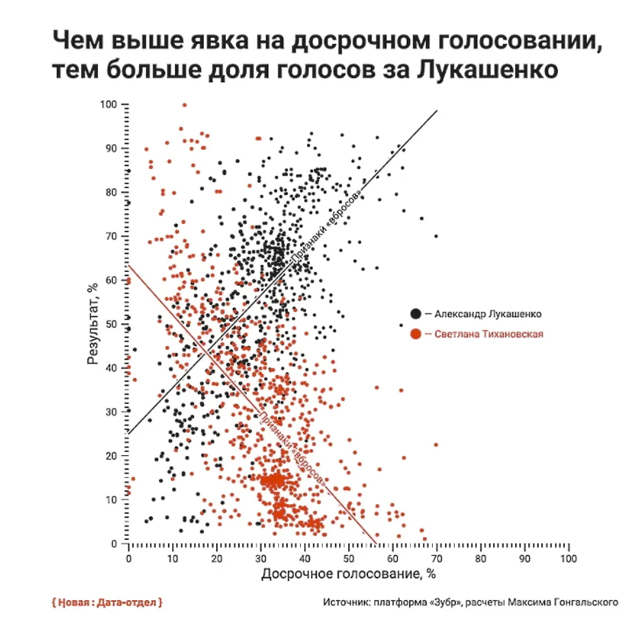 Чем выше явка на досрочном голосовании,
тем больше доля голосов за Лукашенко
Результат, %
100
90
80
70
60
50
40
30
20
10
0
Признаки «вбросов»
Признаки «вбросов»
— Александр Лукашенко
— Светлана Тихановская
0 10 20 30 40 50 60 70 80 90 100
Досрочное голосование, %
{ Новая : Дата-отдел }
Источник: платформа «Зубр», расчеты Максима Гонгальского